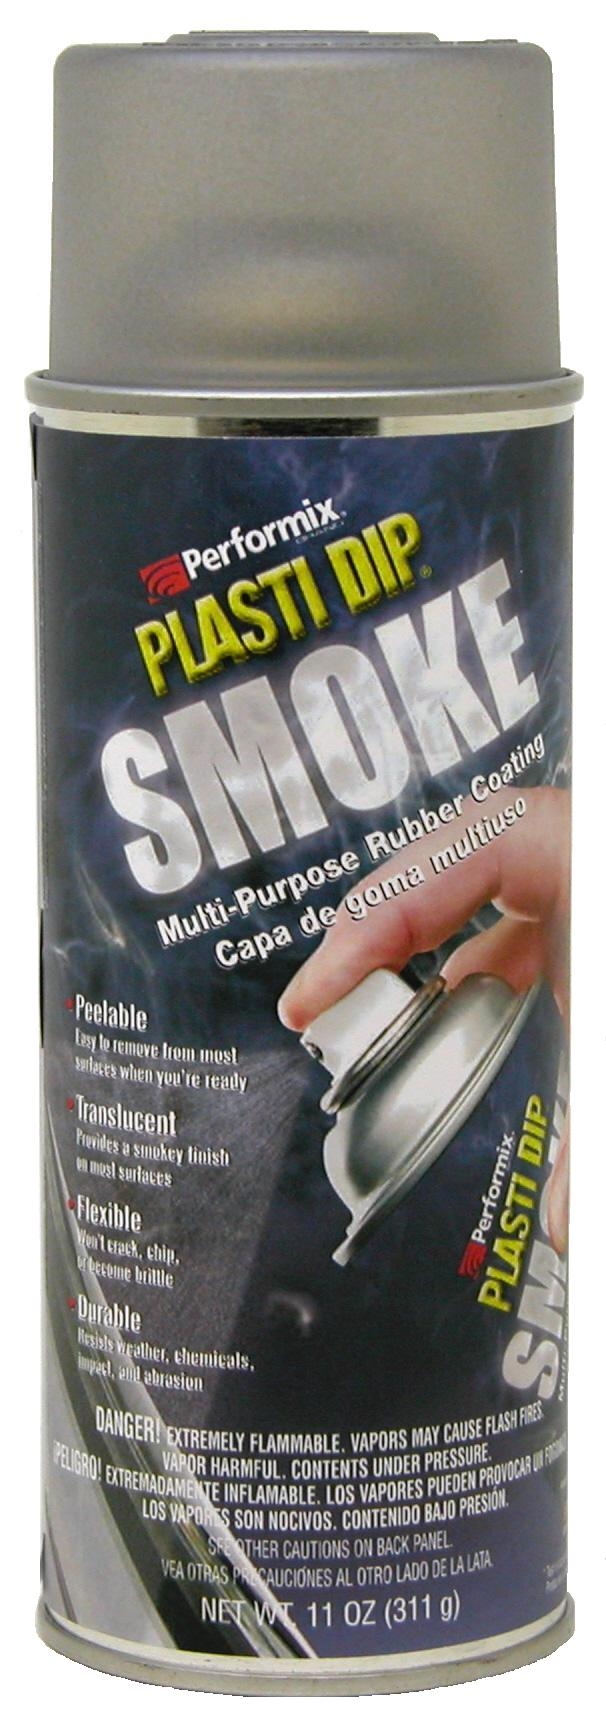 Performix
PLASTI DIP®
SMOKE
Multi-Purpose Rubber Coating
Capa de goma multiuso
Peelable
Easy to remove from most
surfaces when you're ready
Translucent
Provides a smokey finish
on most surfaces
Flexible
Won't crack, chip,
or become brittle
Durable
Resists weather, chemicals,
impact, and abrasion
Performix
PLASTI DIP
SMOKE
DANGER! EXTREMELY FLAMMABLE. VAPORS MAY CAUSE FLASH FIRES.
VAPOR HARMFUL. CONTENTS UNDER PRESSURE.
¡PELIGRO! EXTREMADAMENTE INFLAMABLE. LOS VAPORES PUEDEN PROVOCAR UN
LOS VAPORES SON NOCIVOS. CONTENIDO BAJO PRESIÓN.
SEE OTHER CAUTIONS ON BACK PANEL.
VEA OTRAS PRECAUCIÓNES AL OTRO LADO DE LA LATA.
NET WT. 11 OZ (311 g)